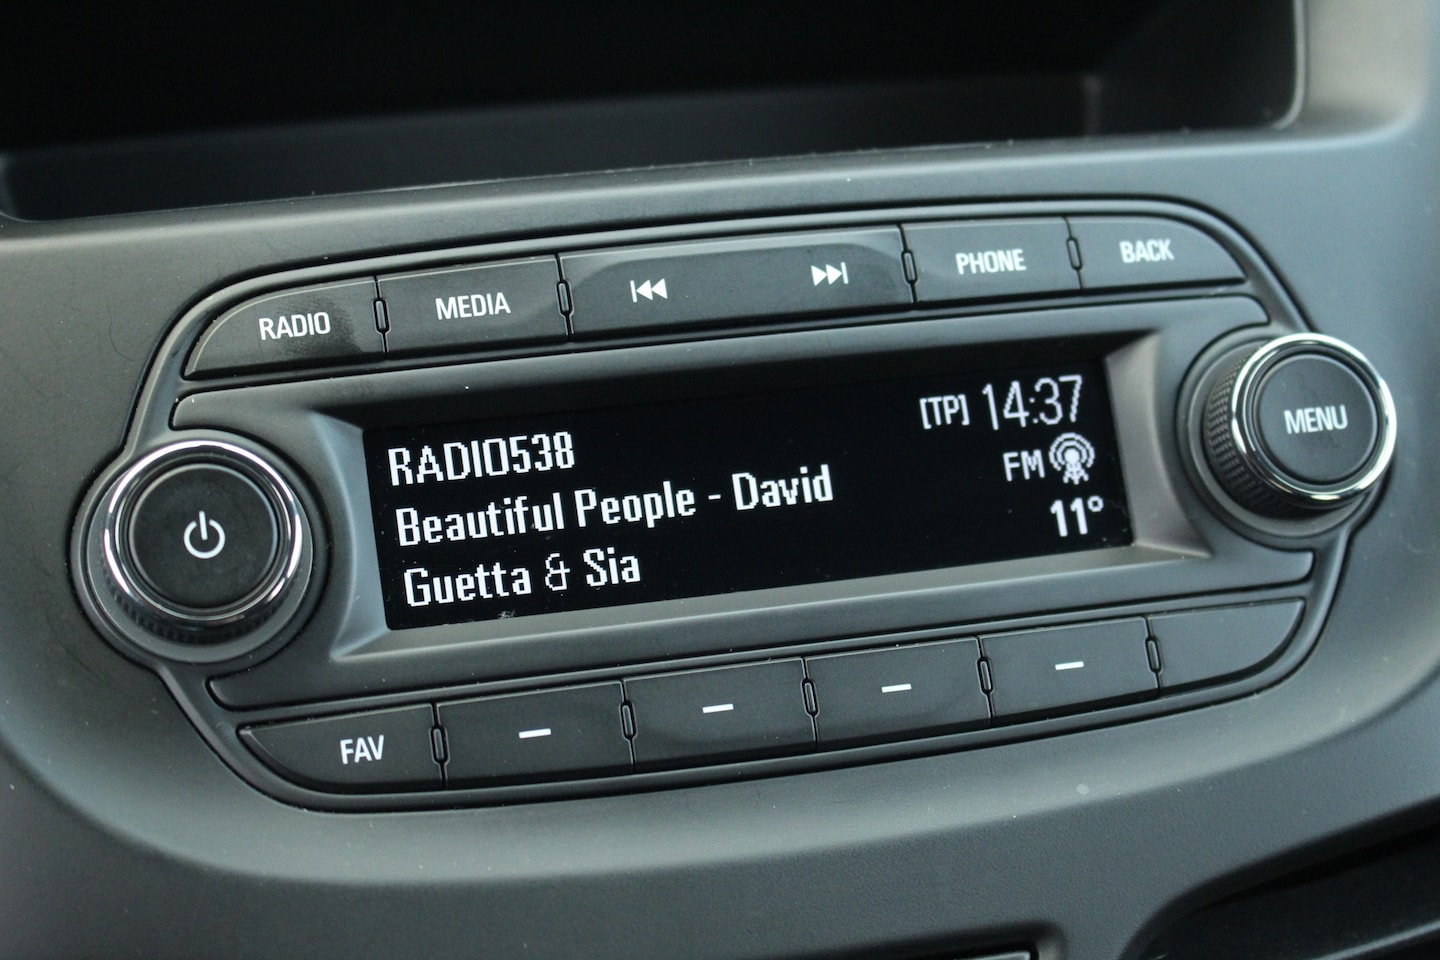 RADIO MEDIA PHONE BACK
[TP] 14:37
RADIO538
FM
Beautiful People - David
11°
Guetta & Sia
MENU
FAV